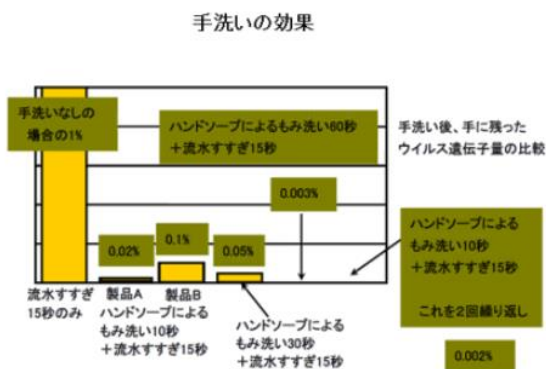 手洗いの効果
手洗いなしの
場合の1%
ハンドソープによるもみ洗い60秒
+流水すすぎ15秒
手洗い後、手に残った
ウイルス遺伝子量の比較
0.003%
0.02%
0.1%
0.05%
ハンドソープによる
もみ洗い10秒
+流水すすぎ15秒
これを2回繰り返し
0.002%
流水すすぎ
15秒のみ
製品A
製品B
ハンドソープによる
もみ洗い10秒
+流水すすぎ15秒
ハンドソープによる
もみ洗い30秒
+流水すすぎ15秒